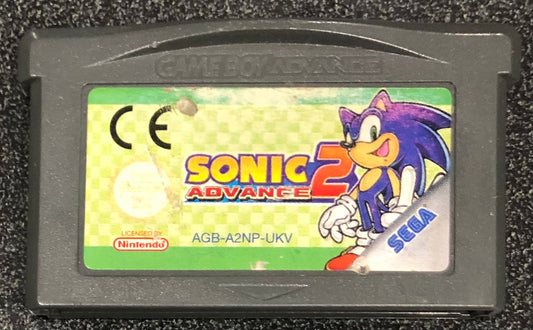 GAME BOY ADVANCE
CE
SONIC
ADVANCE 2
LICENSED BY
Nintendo
AGB-A2NP-UKV
SEGA